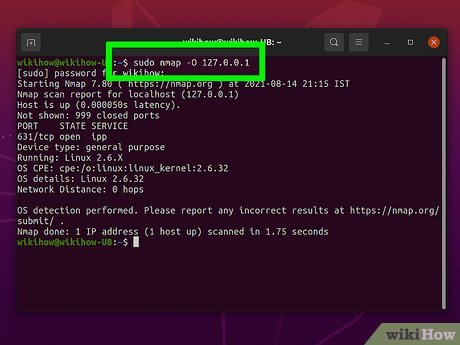 wikihow@wikihow-UB: ~
wikihow@wikihow-UB:~$ sudo nmap -O 127.0.0.1
[sudo] password for wikihow:
Starting Nmap 7.80 ( https://nmap.org ) at 2021-08-14 21:15 IST
Nmap scan report for localhost (127.0.0.1)
Host is up (0.000050s latency).
Not shown: 999 closed ports
PORT    STATE SERVICE
631/tcp open  ipp
Device type: general purpose
Running: Linux 2.6.X
OS CPE: cpe:/o:linux:linux_kernel:2.6.32
OS details: Linux 2.6.32
Network Distance: 0 hops
OS detection performed. Please report any incorrect results at https://nmap.org/
submit/ .
Nmap done: 1 IP address (1 host up) scanned in 1.75 seconds
wikihow@wikihow-UB:~$
wikiHow